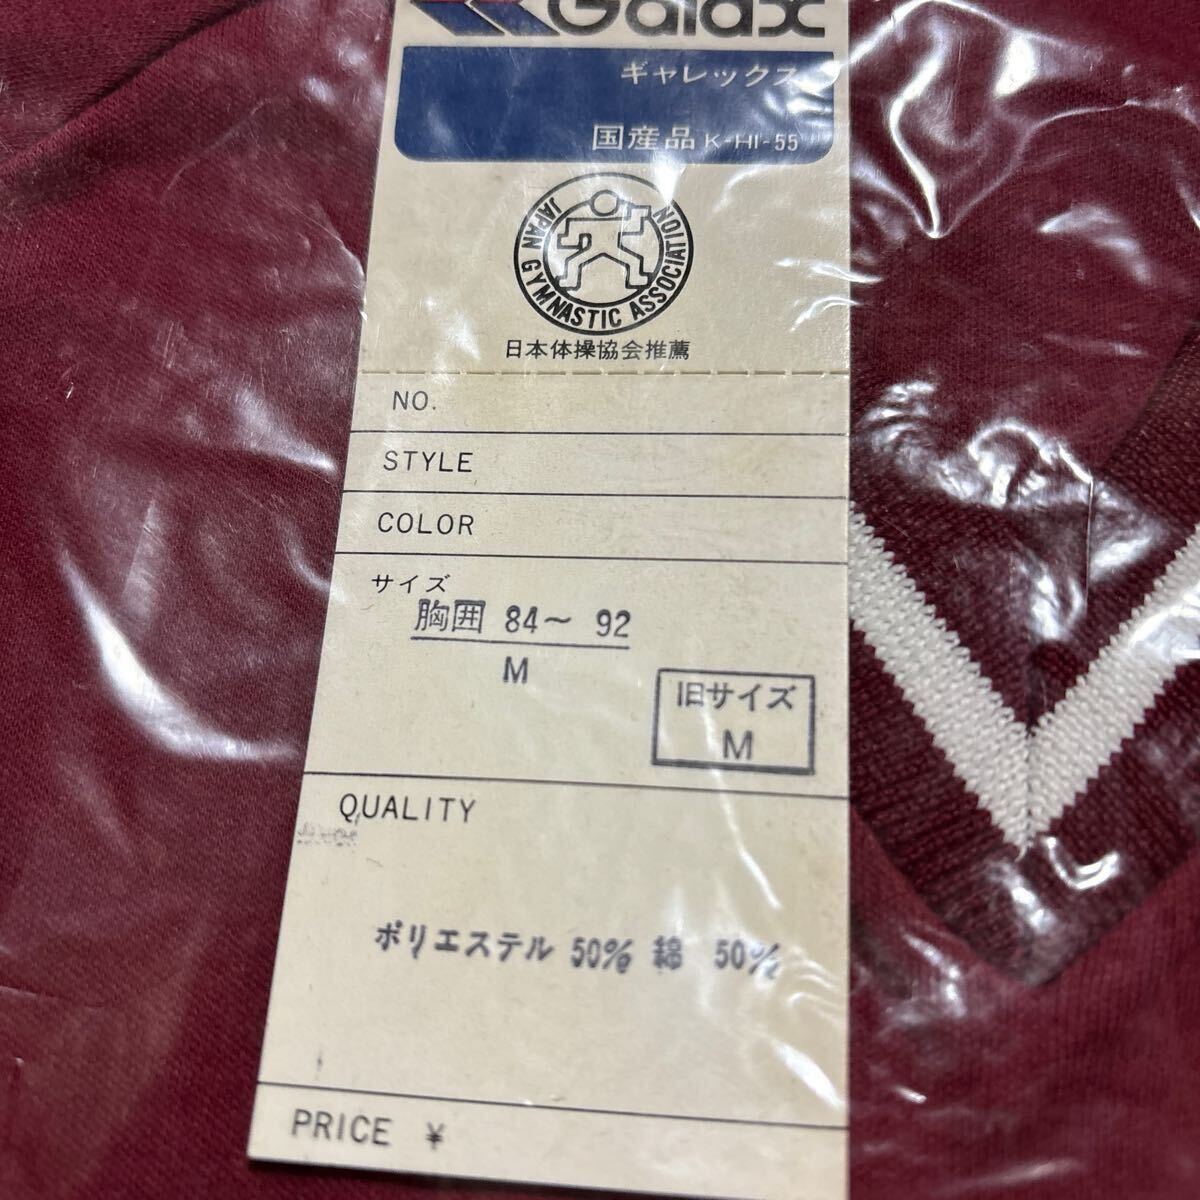 Galax
ギャレックス
国産品 K-HI-55
JAPAN GYMNASTIC ASSOCIATION
日本体操協会推薦
NO.
STYLE
COLOR
サイズ
胸囲 84〜 92
M
旧サイズ
M
QUALITY
ポリエステル 50% 綿 50%
PRICE ¥